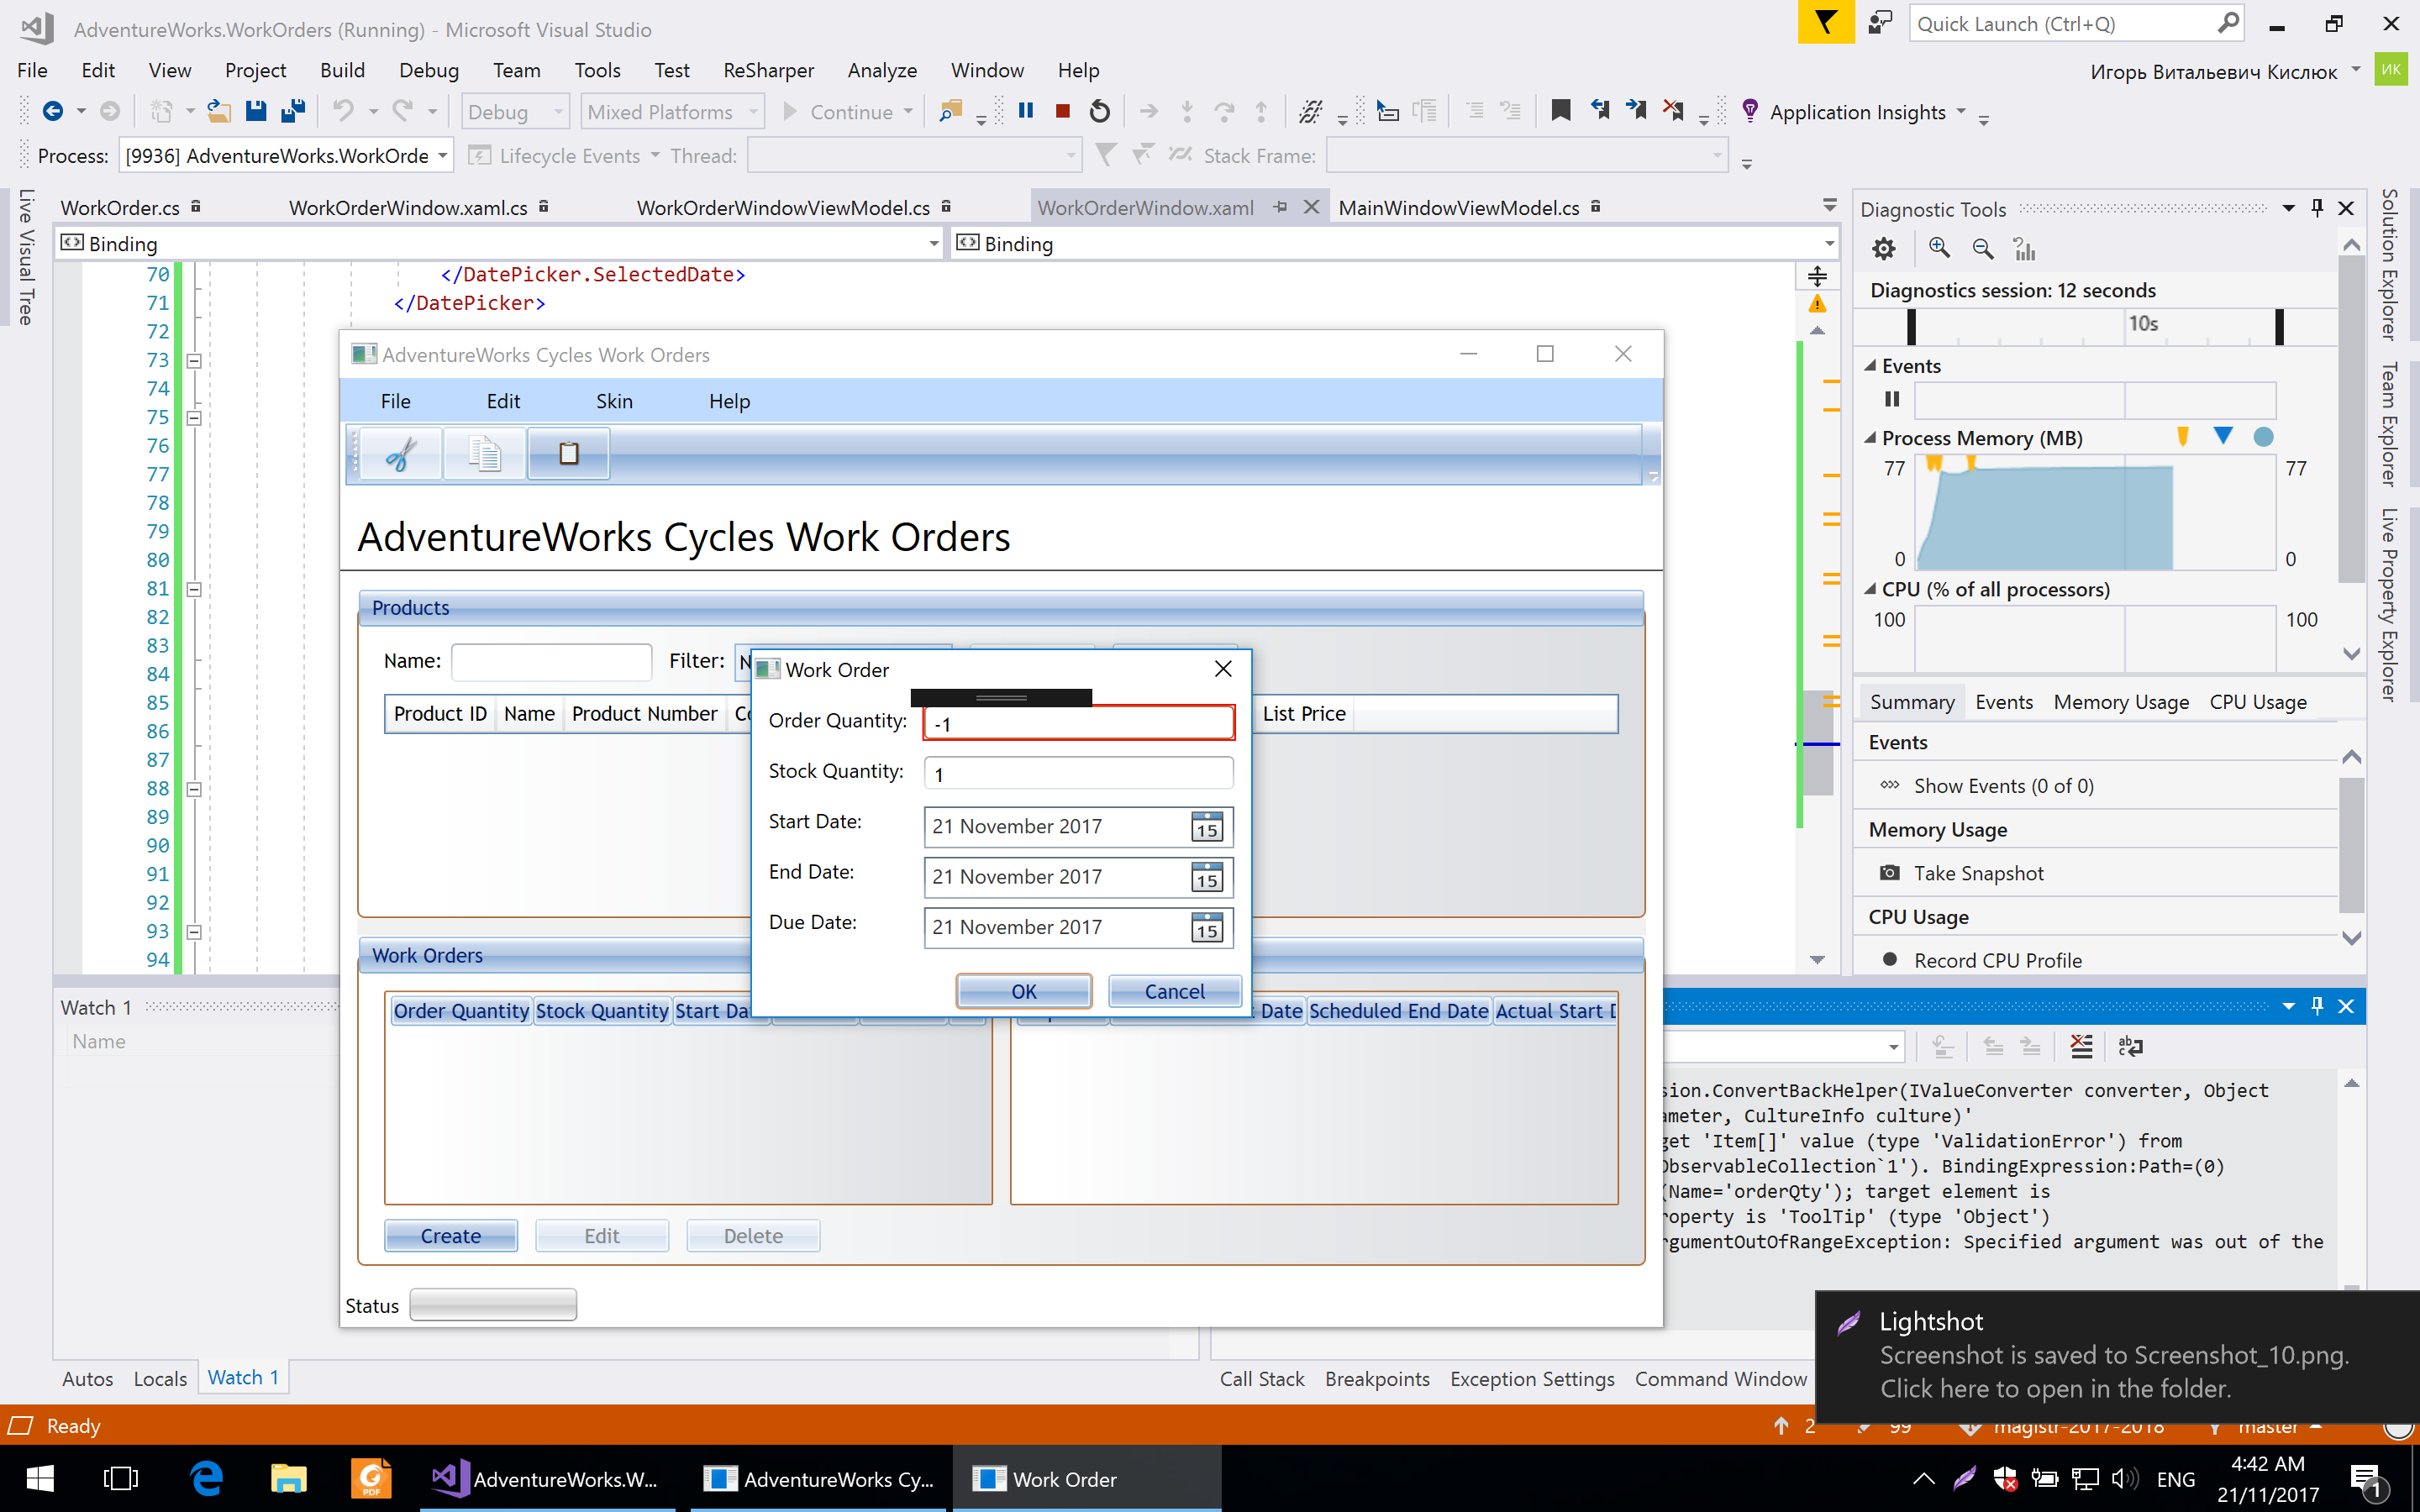 AdventureWorks.WorkOrders (Running) - Microsoft Visual Studio
Quick Launch (Ctrl+Q)
File Edit View Project Build Debug Team Tools Test ReSharper Analyze Window Help
Игорь Витальевич Кислюк
ИК
Debug Mixed Platforms Continue Application Insights
Process: [9936] AdventureWorks.WorkOrde Lifecycle Events Thread: Stack Frame:
Live Visual Tree
WorkOrder.cs WorkOrderWindow.xaml.cs WorkOrderWindowViewModel.cs WorkOrderWindow.xaml MainWindowViewModel.cs
Binding Binding
70 </DatePicker.SelectedDate>
71 </DatePicker>
72
73
74
75
76
77
78
79
80
81
82
83
84
85
86
87
88
89
90
91
92
93
94
AdventureWorks Cycles Work Orders
File Edit Skin Help
AdventureWorks Cycles Work Orders
Products
Name: Filter: N
Product ID Name Product Number Co List Price
Work Order
Order Quantity: -1
Stock Quantity: 1
Start Date: 21 November 2017 15
End Date: 21 November 2017 15
Due Date: 21 November 2017 15
OK Cancel
Work Orders
Order Quantity Stock Quantity Start Da Date Scheduled End Date Actual Start D
Create Edit Delete
Status
Diagnostic Tools
Diagnostics session: 12 seconds
10s
Events
Process Memory (MB)
77 77
0 0
CPU (% of all processors)
100 100
Summary Events Memory Usage CPU Usage
Events
Show Events (0 of 0)
Memory Usage
Take Snapshot
CPU Usage
Record CPU Profile
Solution Explorer
Team Explorer
Live Property Explorer
Watch 1
Name
sion.ConvertBackHelper(IValueConverter converter, Object
ameter, CultureInfo culture)'
get 'Item[]' value (type 'ValidationError') from
ObservableCollection`1'). BindingExpression:Path=(0)
(Name='orderQty'); target element is
roperty is 'ToolTip' (type 'Object')
rgumentOutOfRangeException: Specified argument was out of the
Autos Locals Watch 1
Call Stack Breakpoints Exception Settings Command Window
Lightshot
Screenshot is saved to Screenshot_10.png.
Click here to open in the folder.
Ready
2 99 magistr-2017-2018 master
PDF
AdventureWorks.W... AdventureWorks Cy... Work Order
ENG
4:42 AM
21/11/2017
1